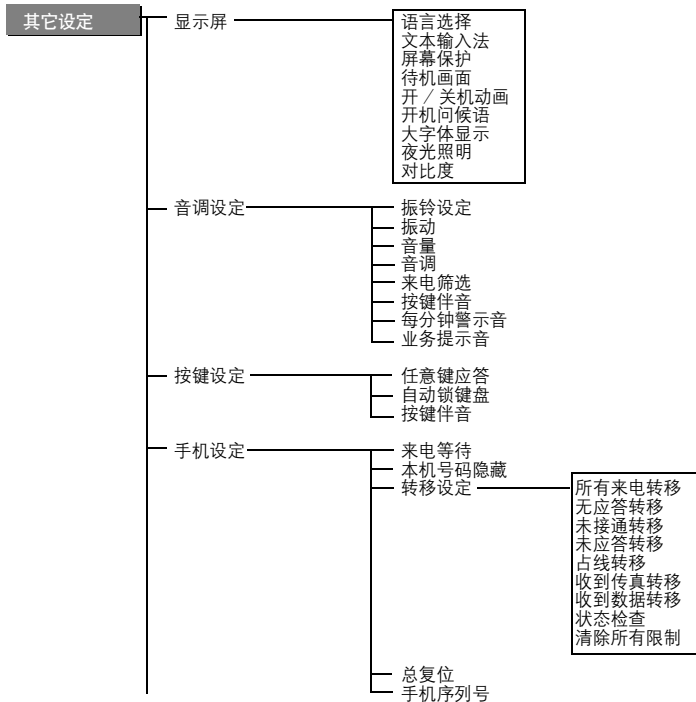 其它设定
显示屏
语言选择
文本输入法
屏幕保护
待机画面
开 / 关机动画
开机问候语
大字体显示
夜光照明
对比度
音调设定
振铃设定
振动
音量
音调
来电筛选
按键伴音
每分钟警示音
业务提示音
按键设定
任意键应答
自动锁键盘
按键伴音
手机设定
来电等待
本机号码隐藏
转移设定
所有来电转移
无应答转移
未接通转移
未应答转移
占线转移
收到传真转移
收到数据转移
状态检查
清除所有限制
总复位
手机序列号